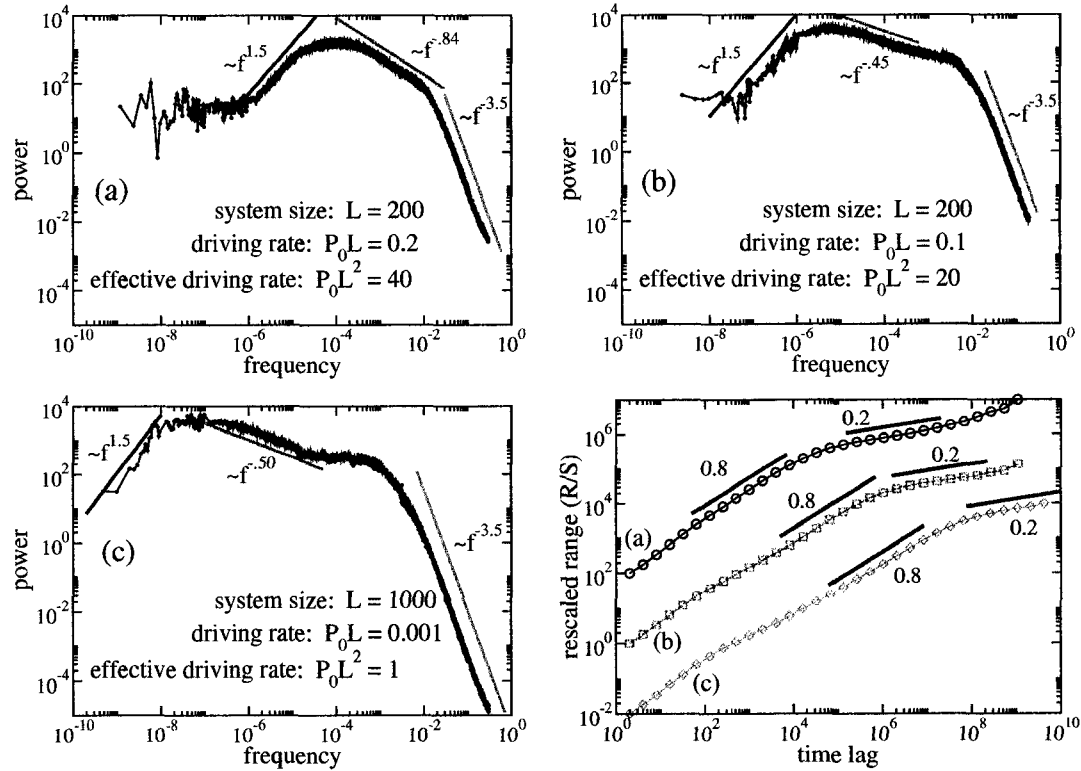 10^4
10^2
10^0
10^-2
10^-4
power
~f^1.5
~f^-.84
~f^-3.5
(a)
system size: L = 200
driving rate: P_0L = 0.2
effective driving rate: P_0L^2 = 40
10^-10
10^-8
10^-6
10^-4
10^-2
10^0
frequency
10^4
10^2
10^0
10^-2
10^-4
power
~f^1.5
~f^-.45
~f^-3.5
(b)
system size: L = 200
driving rate: P_0L = 0.1
effective driving rate: P_0L^2 = 20
10^-10
10^-8
10^-6
10^-4
10^-2
10^0
frequency
10^4
10^2
10^0
10^-2
10^-4
power
~f^1.5
~f^-.50
~f^-3.5
(c)
system size: L = 1000
driving rate: P_0L = 0.001
effective driving rate: P_0L^2 = 1
10^-10
10^-8
10^-6
10^-4
10^-2
10^0
frequency
10^6
10^4
10^2
10^0
10^-2
rescaled range (R/S)
0.8
0.2
0.8
0.2
0.8
0.2
(a)
(b)
(c)
10^0
10^2
10^4
10^6
10^8
10^10
time lag